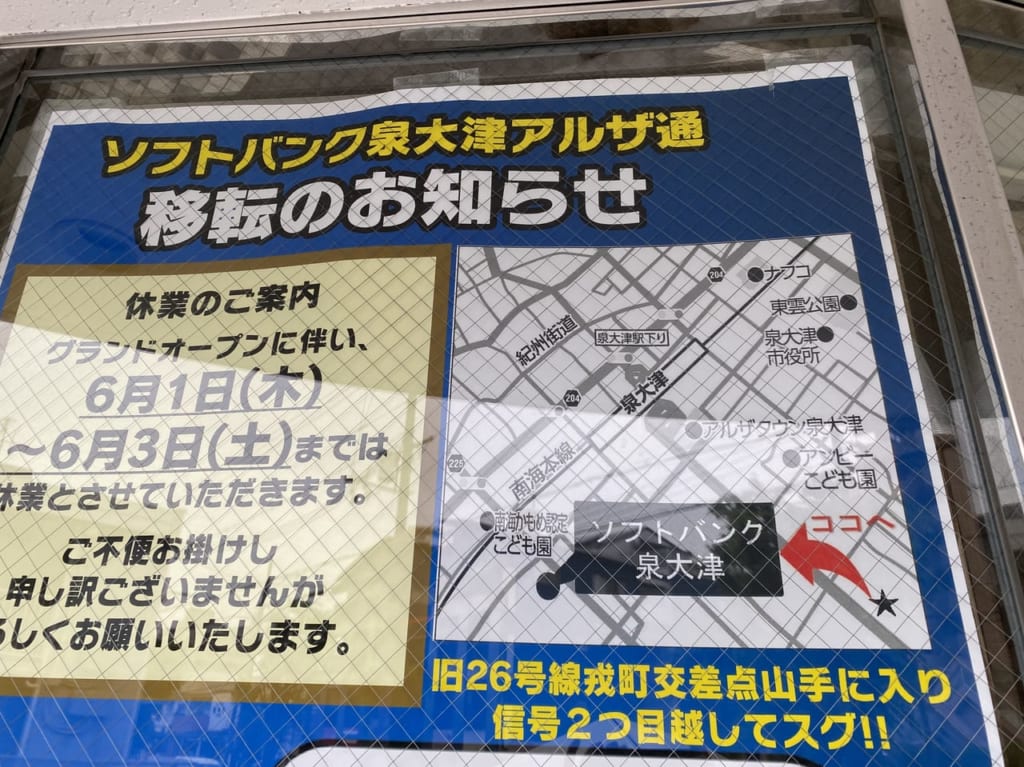 ソフトバンク泉大津アルザ通
移転のお知らせ
休業のご案内
グランドオープンに伴い、
6月1日(木)
～6月3日(土)までは
休業とさせていただきます。
ご不便お掛けし
申し訳ございませんが
ろしくお願いいたします。
204
ナフコ
東雲公園
泉大津
市役所
紀州街道
泉大津駅下り
泉大津
204
アルザタウン泉大津
アンビー
こども園
225
南海本線
南海かもめ認定
こども園
ソフトバンク
泉大津
ココへ
旧26号線戎町交差点山手に入り
信号2つ目越してスグ!!